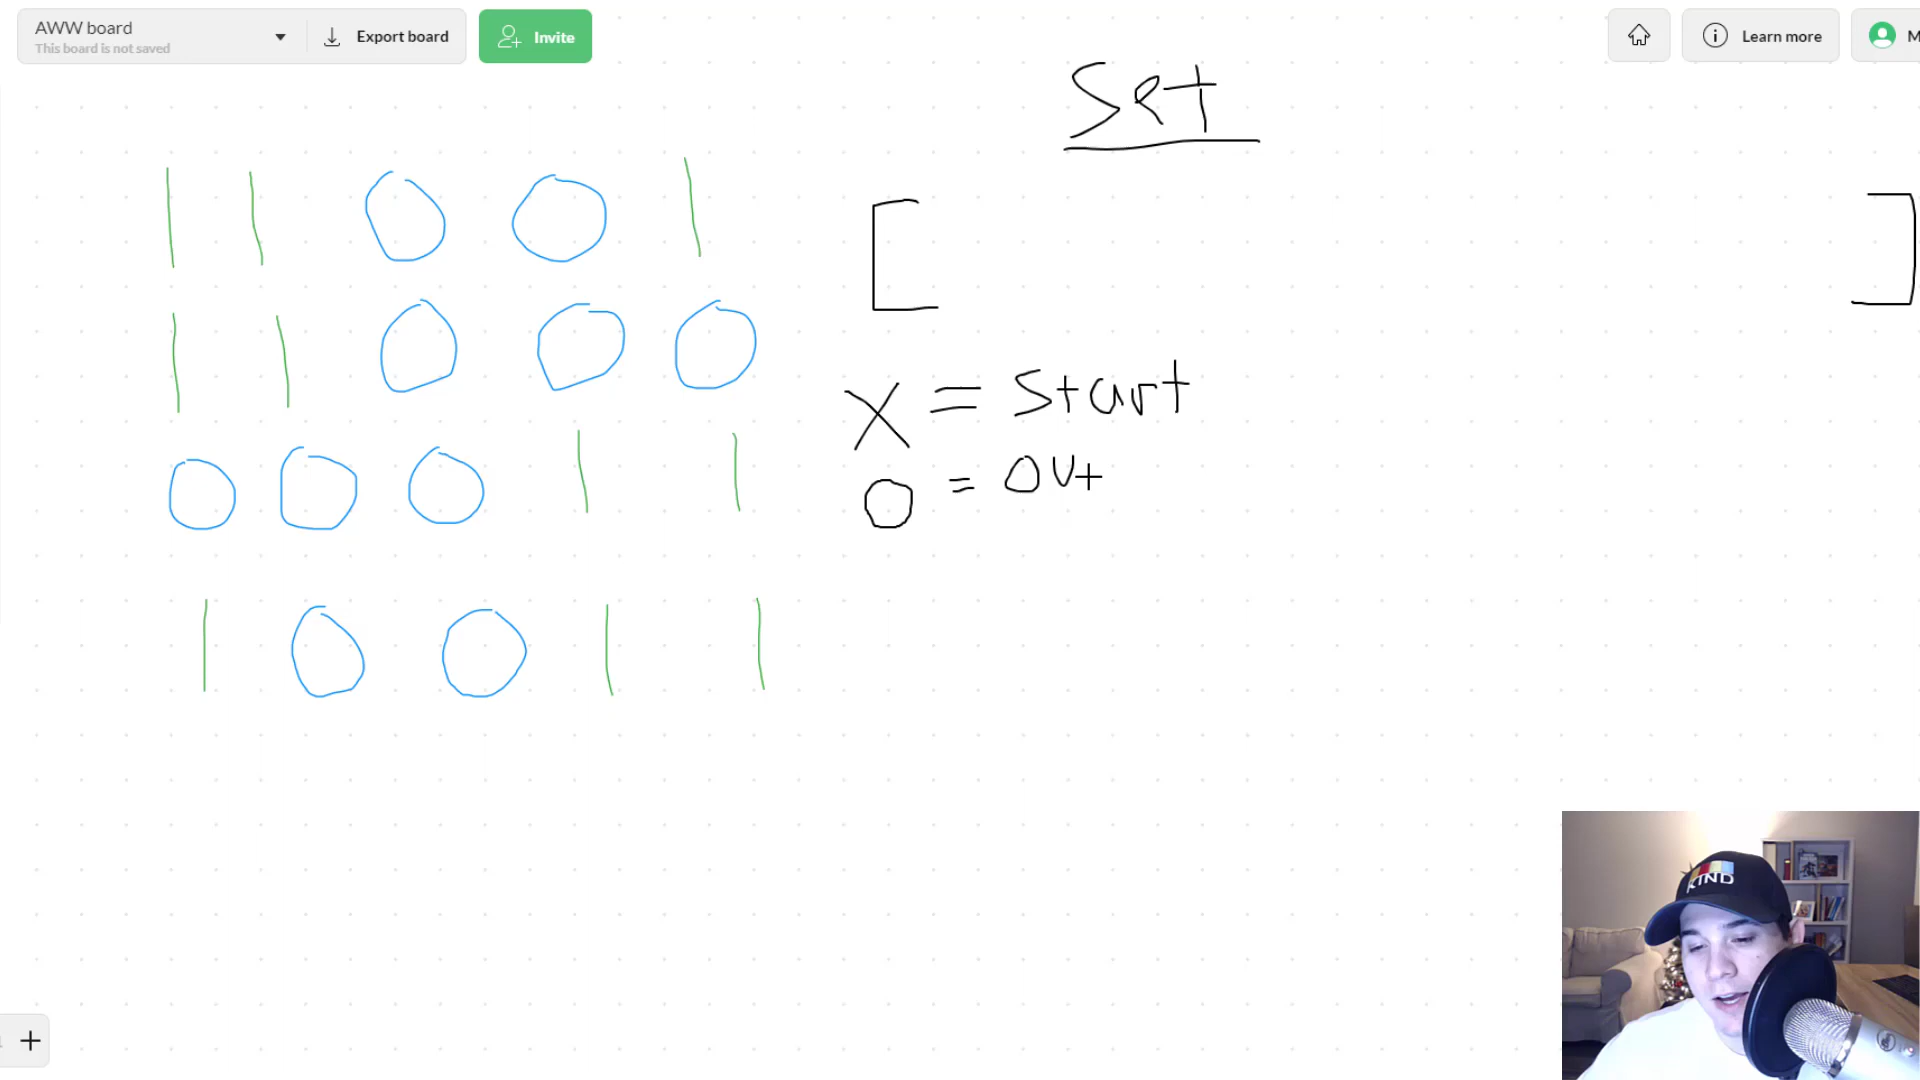 AWW board
This board is not saved
Export board
Invite
Learn more
M
Set
[ ]
| | O O |
| | O O O
O O O | |
| O O | |
X = Start
O = Out
KIND